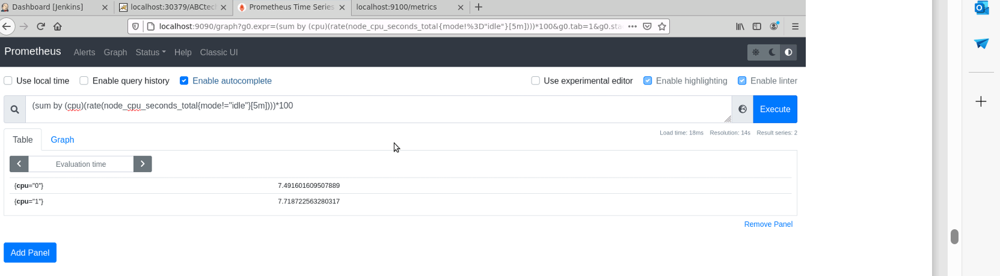 Dashboard [Jenkins]
localhost:30379/ABCtech
Prometheus Time Series
localhost:9100/metrics
localhost:9090/graph?g0.expr=(sum by (cpu)(rate(node_cpu_seconds_total{mode!%3D"idle"}[5m])))*100&g0.tab=1&g0.sta
Prometheus Alerts Graph Status Help Classic UI
Use local time Enable query history Enable autocomplete Use experimental editor Enable highlighting Enable linter
(sum by (cpu)(rate(node_cpu_seconds_total{mode!="idle"}[5m])))*100
Execute
Load time: 18ms Resolution: 14s Result series: 2
Table Graph
Evaluation time
{cpu="0"} 7.491601609507889
{cpu="1"} 7.718722563280317
Remove Panel
Add Panel